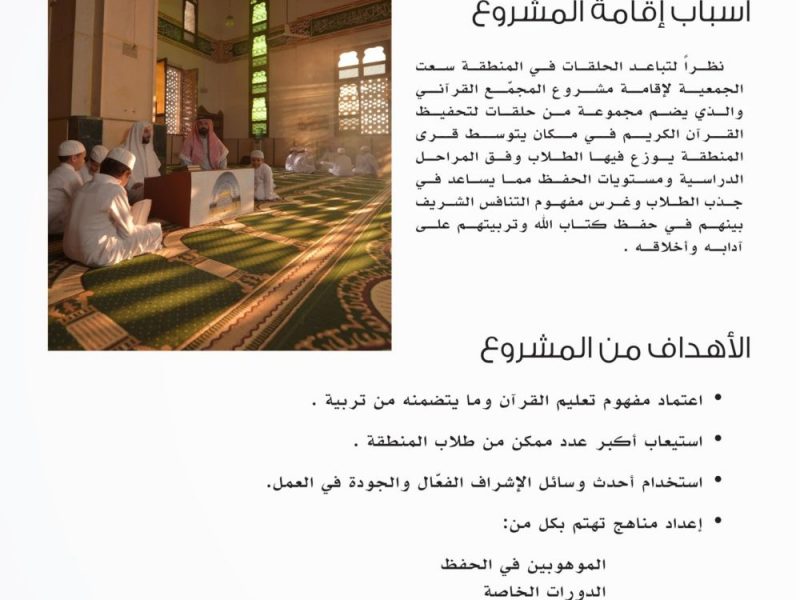 أسباب إقامة المشروع
نظراً لتباعد الحلقات في المنطقة سعت
الجمعية لإقامة مشروع المجمّع القرآني
والذي يضم مجموعة من حلقات لتحفيظ
القرآن الكريم في مكان يتوسط قرى
المنطقة يوزع فيها الطلاب وفق المراحل
الدراسية ومستويات الحفظ مما يساعد في
جذب الطلاب وغرس مفهوم التنافس الشريف
بينهم في حفظ كتاب الله وتربيتهم على
آدابه وأخلاقه .
الأهداف من المشروع
• اعتماد مفهوم تعليم القرآن وما يتضمنه من تربية .
• استيعاب أكبر عدد ممكن من طلاب المنطقة .
• استخدام أحدث وسائل الإشراف الفعّال والجودة في العمل.
• إعداد مناهج تهتم بكل من:
الموهوبين في الحفظ
الدورات الخاصة